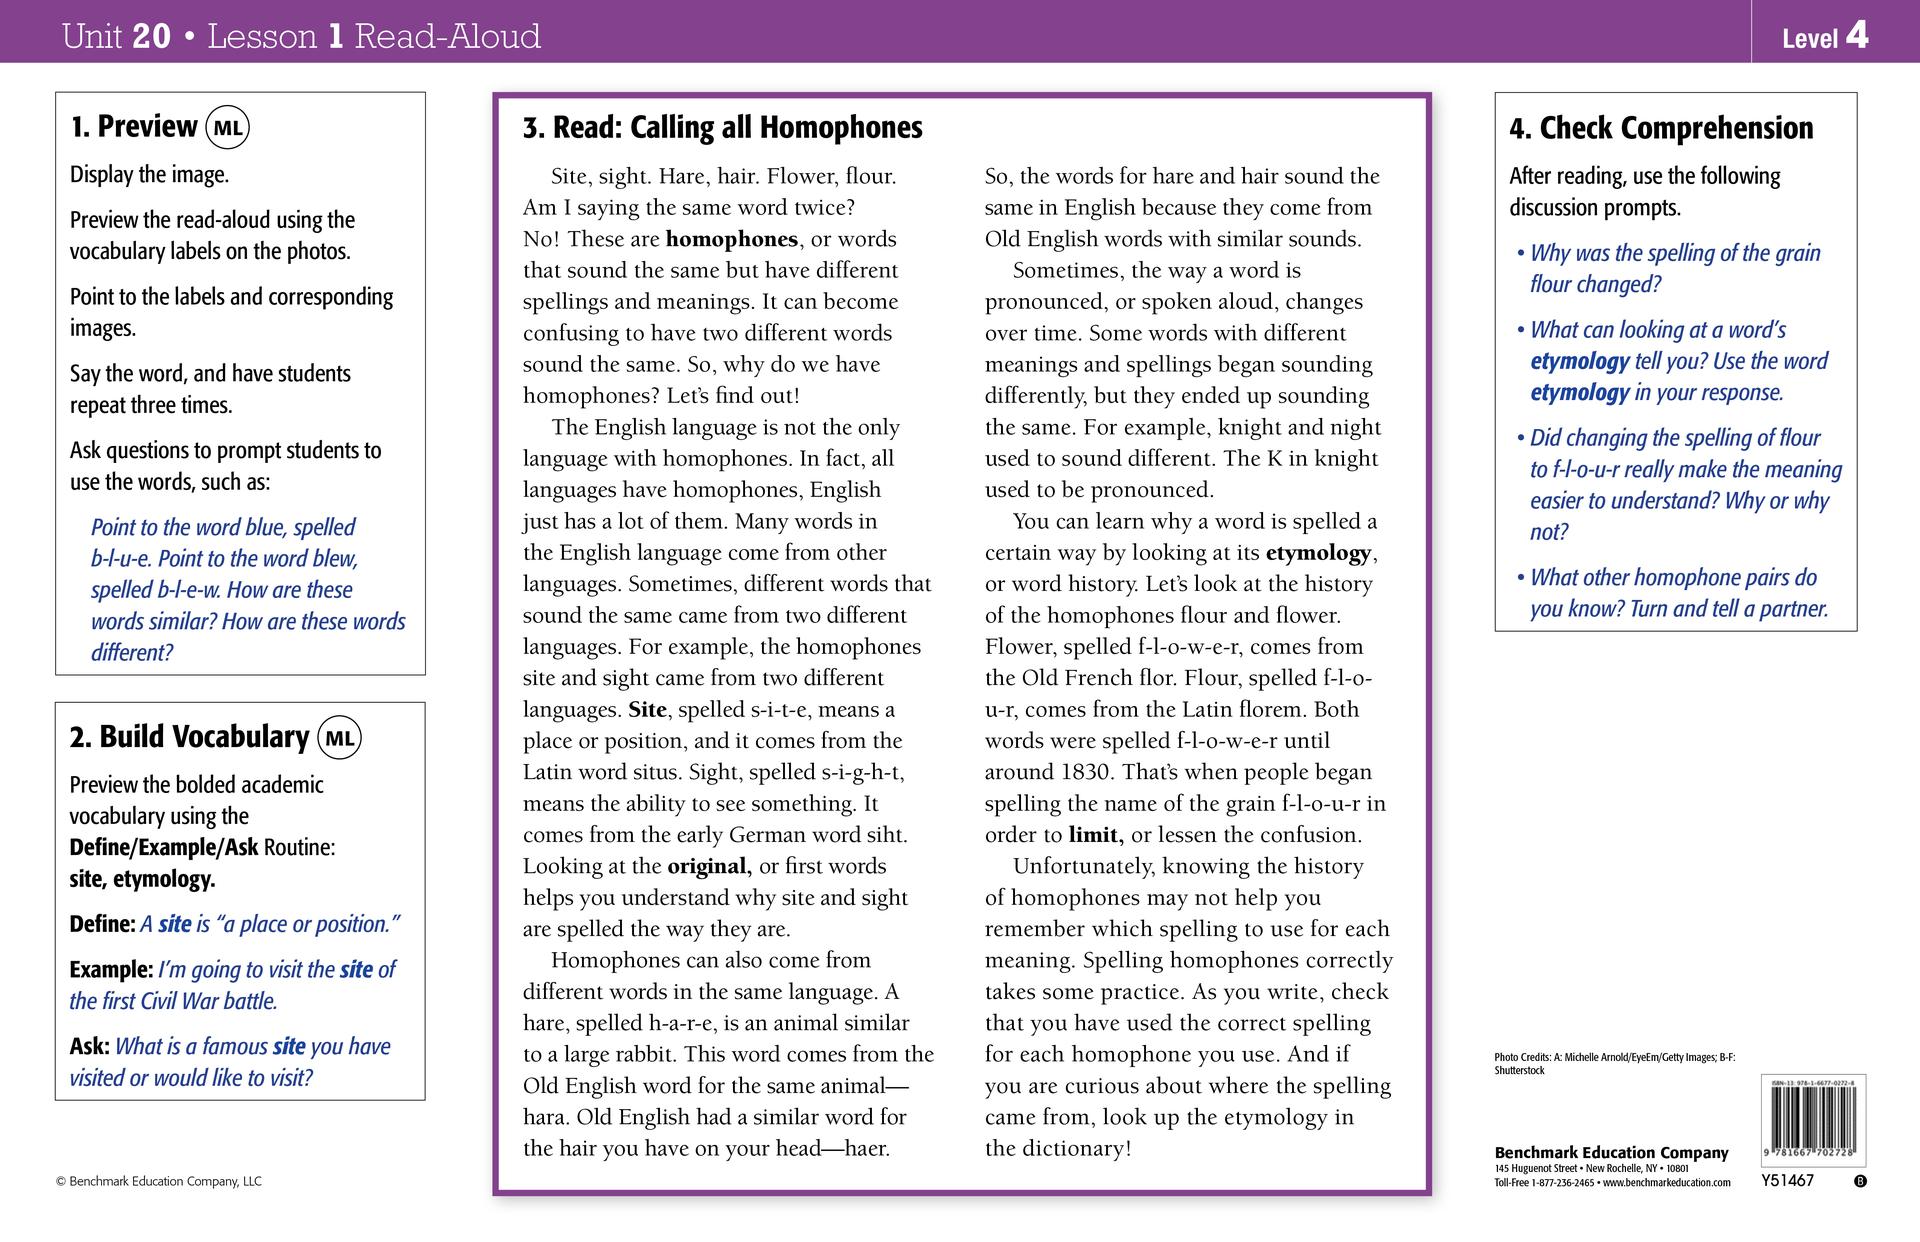 Unit 20 • Lesson 1 Read-Aloud
Level 4
1. Preview ML
Display the image.
Preview the read-aloud using the
vocabulary labels on the photos.
Point to the labels and corresponding
images.
Say the word, and have students
repeat three times.
Ask questions to prompt students to
use the words, such as:
Point to the word blue, spelled
b-l-u-e. Point to the word blew,
spelled b-l-e-w. How are these
words similar? How are these words
different?
2. Build Vocabulary ML
Preview the bolded academic
vocabulary using the
Define/Example/Ask Routine:
site, etymology.
Define: A site is “a place or position.”
Example: I’m going to visit the site of
the first Civil War battle.
Ask: What is a famous site you have
visited or would like to visit?
© Benchmark Education Company, LLC
3. Read: Calling all Homophones
Site, sight. Hare, hair. Flower, flour.
Am I saying the same word twice?
No! These are homophones, or words
that sound the same but have different
spellings and meanings. It can become
confusing to have two different words
sound the same. So, why do we have
homophones? Let’s find out!
The English language is not the only
language with homophones. In fact, all
languages have homophones, English
just has a lot of them. Many words in
the English language come from other
languages. Sometimes, different words that
sound the same came from two different
languages. For example, the homophones
site and sight came from two different
languages. Site, spelled s-i-t-e, means a
place or position, and it comes from the
Latin word situs. Sight, spelled s-i-g-h-t,
means the ability to see something. It
comes from the early German word siht.
Looking at the original, or first words
helps you understand why site and sight
are spelled the way they are.
Homophones can also come from
different words in the same language. A
hare, spelled h-a-r-e, is an animal similar
to a large rabbit. This word comes from the
Old English word for the same animal—
hara. Old English had a similar word for
the hair you have on your head—haer.
So, the words for hare and hair sound the
same in English because they come from
Old English words with similar sounds.
Sometimes, the way a word is
pronounced, or spoken aloud, changes
over time. Some words with different
meanings and spellings began sounding
differently, but they ended up sounding
the same. For example, knight and night
used to sound different. The K in knight
used to be pronounced.
You can learn why a word is spelled a
certain way by looking at its etymology,
or word history. Let’s look at the history
of the homophones flour and flower.
Flower, spelled f-l-o-w-e-r, comes from
the Old French flor. Flour, spelled f-l-o-
u-r, comes from the Latin florem. Both
words were spelled f-l-o-w-e-r until
around 1830. That’s when people began
spelling the name of the grain f-l-o-u-r in
order to limit, or lessen the confusion.
Unfortunately, knowing the history
of homophones may not help you
remember which spelling to use for each
meaning. Spelling homophones correctly
takes some practice. As you write, check
that you have used the correct spelling
for each homophone you use. And if
you are curious about where the spelling
came from, look up the etymology in
the dictionary!
4. Check Comprehension
After reading, use the following
discussion prompts.
• Why was the spelling of the grain
flour changed?
• What can looking at a word’s
etymology tell you? Use the word
etymology in your response.
• Did changing the spelling of flour
to f-l-o-u-r really make the meaning
easier to understand? Why or why
not?
• What other homophone pairs do
you know? Turn and tell a partner.
Photo Credits: A: Michelle Arnold/EyeEm/Getty Images; B-F:
Shutterstock
Benchmark Education Company
145 Huguenot Street • New Rochelle, NY • 10801
Toll-Free 1-877-236-2465 • www.benchmarkeducation.com
ISBN-13: 978-1-6677-0272-8
9 781667 702728
Y51467
B